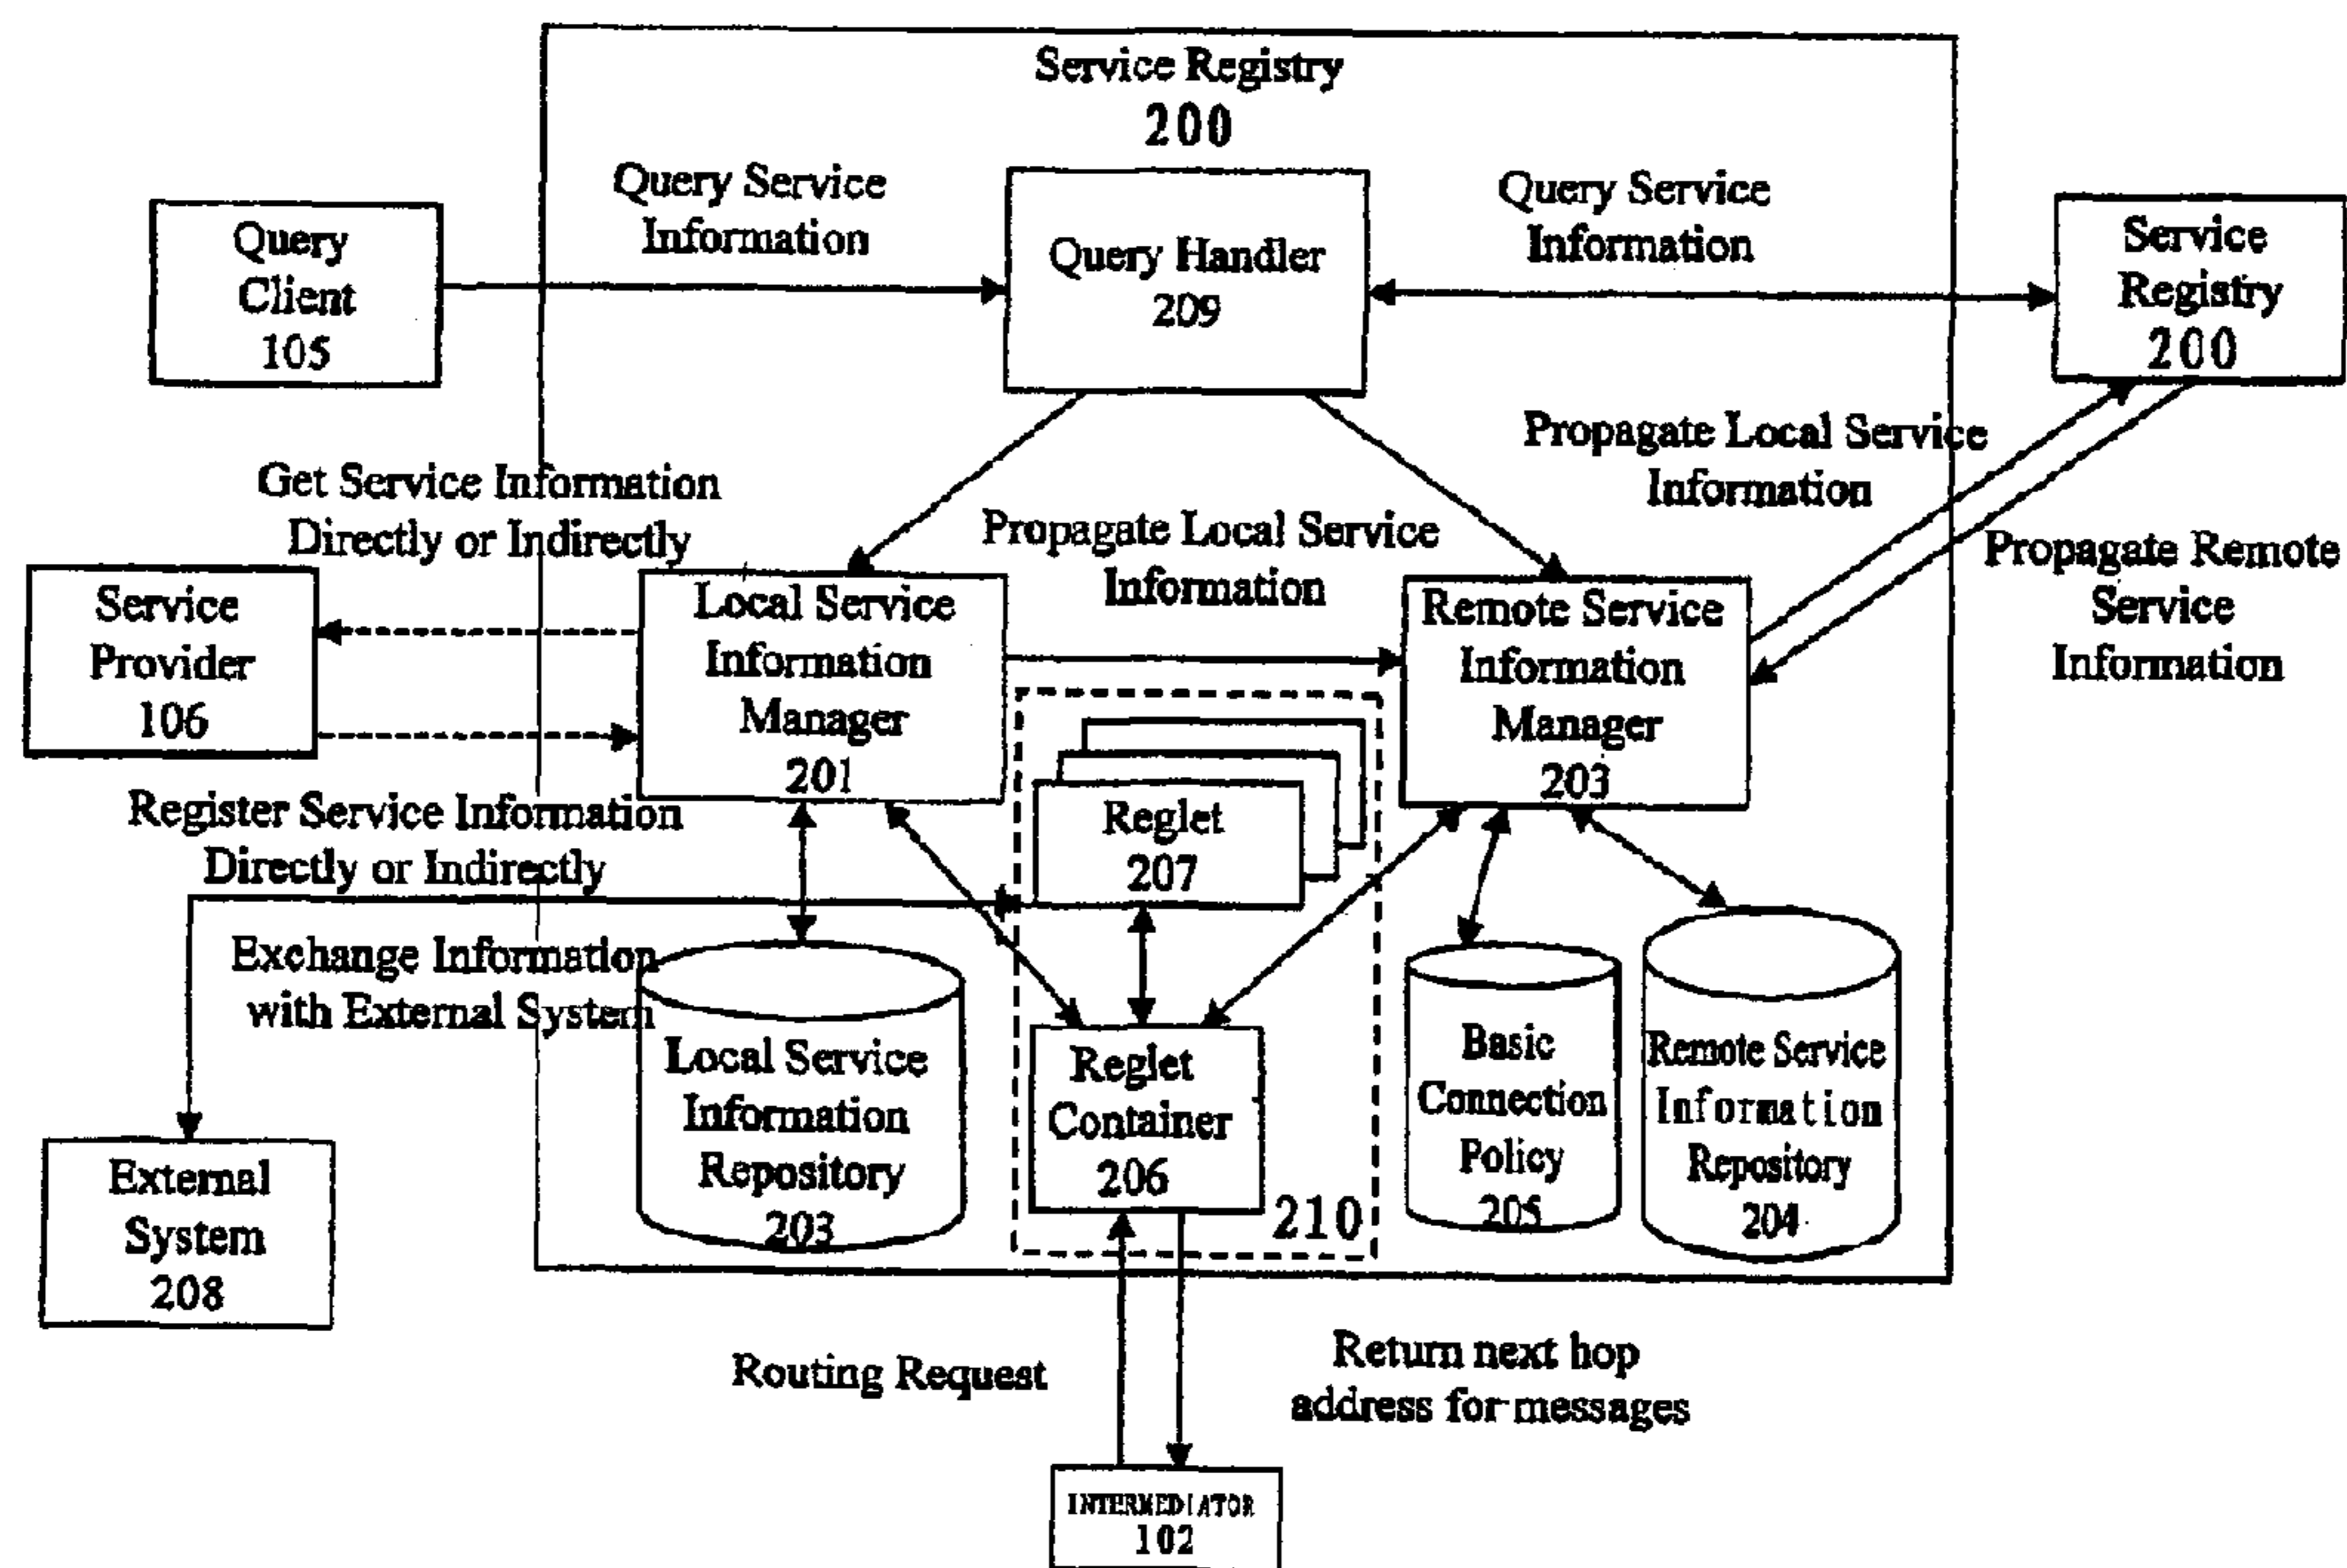 Service Registry
200
Query Service
Information
Query Service
Information
Query
Client
105
Query Handler
209
Service
Registry
200
Propagate Local Service
Information
Get Service Information
Directly or Indirectly
Propagate Local Service
Information
Propagate Remote
Service
Information
Service
Provider
106
Local Service
Information
Manager
201
Remote Service
Information
Manager
203
Register Service Information
Directly or Indirectly
Reglet
207
Exchange Information
with External System
Local Service
Information
Repository
203
Reglet
Container
206
210
Basic
Connection
Policy
205
Remote Service
Information
Repository
204
External
System
208
Routing Request
Return next hop
address for messages
INTERMEDIATOR
102